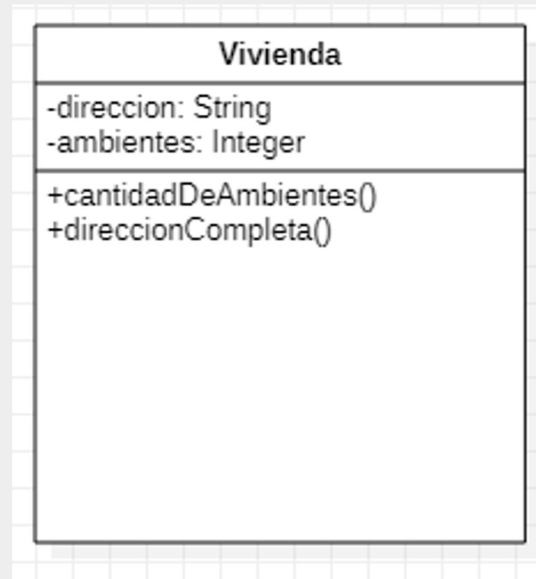 Vivienda
-direccion: String
-ambientes: Integer
+cantidadDeAmbientes()
+direccionCompleta()